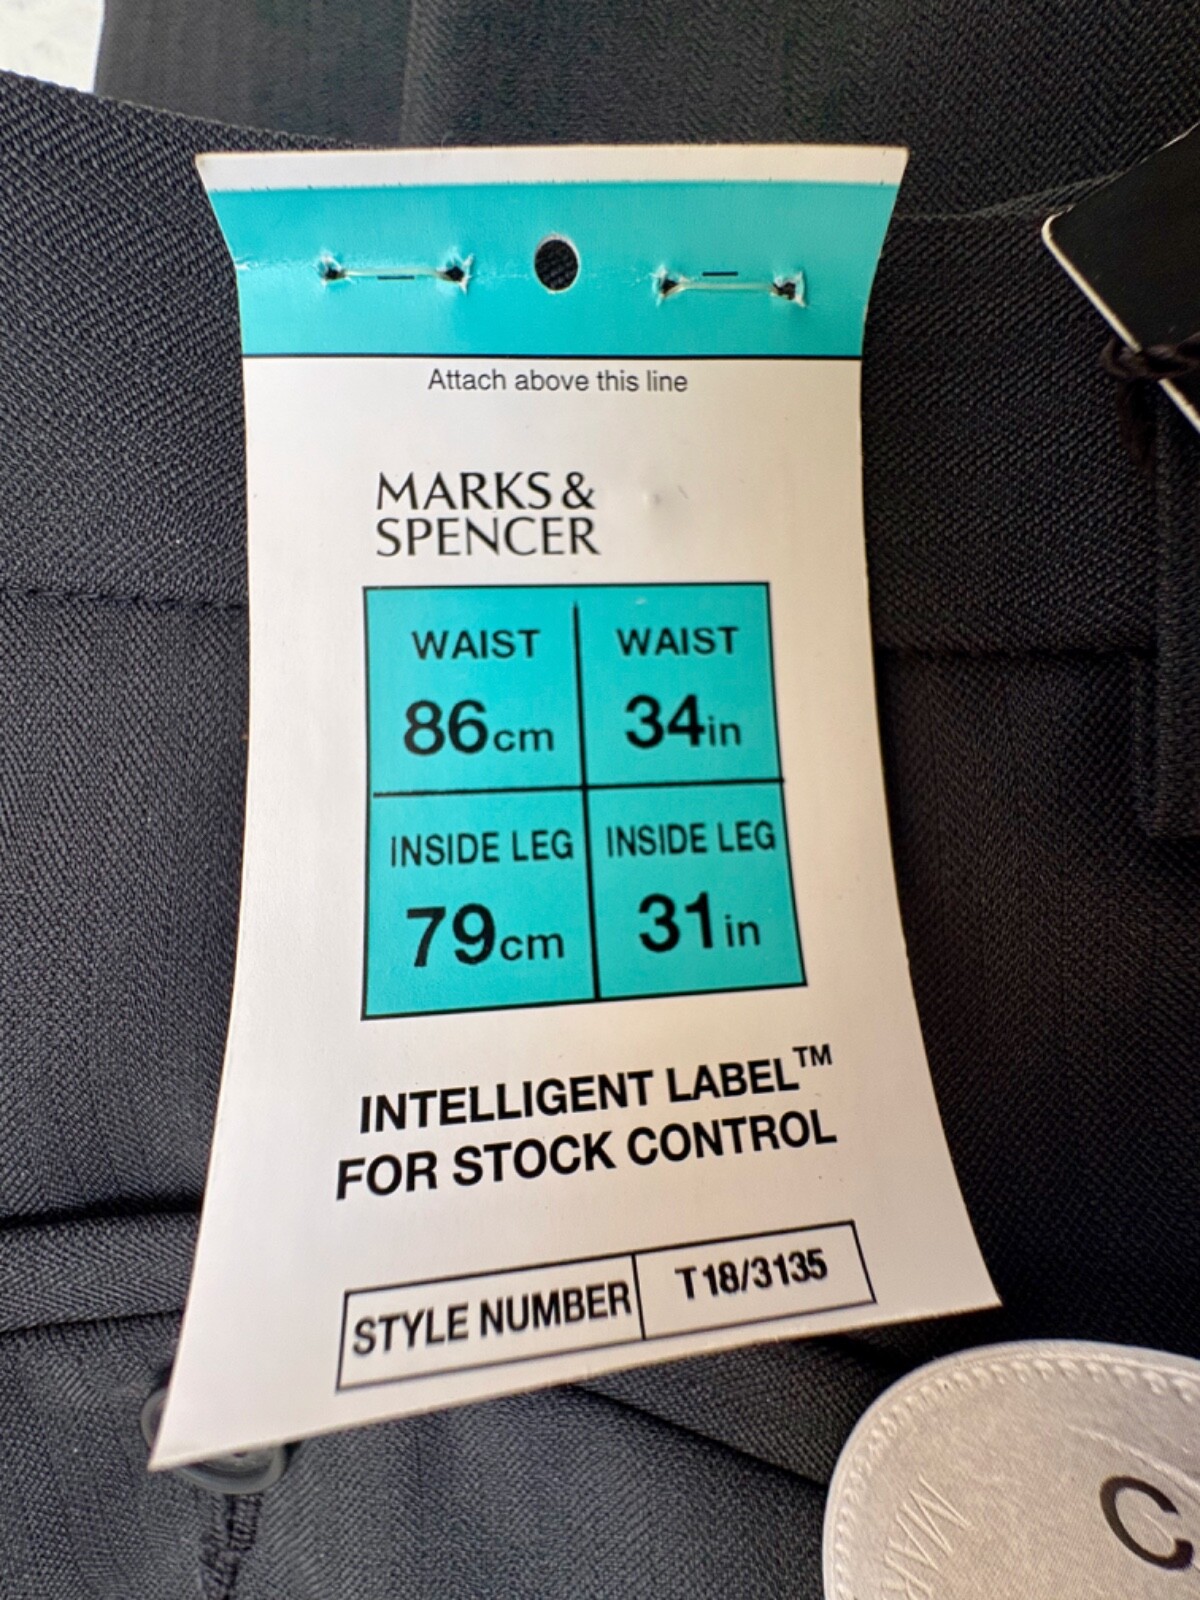 Attach above this line
MARKS &
SPENCER
WAIST WAIST
86cm 34in
INSIDE LEG INSIDE LEG
79cm 31in
INTELLIGENT LABEL™
FOR STOCK CONTROL
STYLE NUMBER T18/3135
C